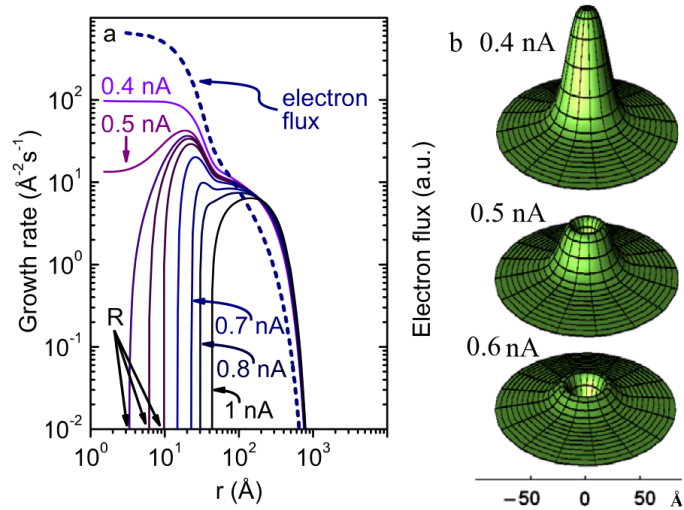 a
0.4 nA
0.5 nA
electron
flux
R
0.7 nA
0.8 nA
1 nA
Growth rate (Å⁻²s⁻¹)
10²
10¹
10⁰
10⁻¹
10⁻²
10⁰ 10¹ 10² 10³
r (Å)
b 0.4 nA
0.5 nA
0.6 nA
Electron flux (a.u.)
−50 0 50 Å